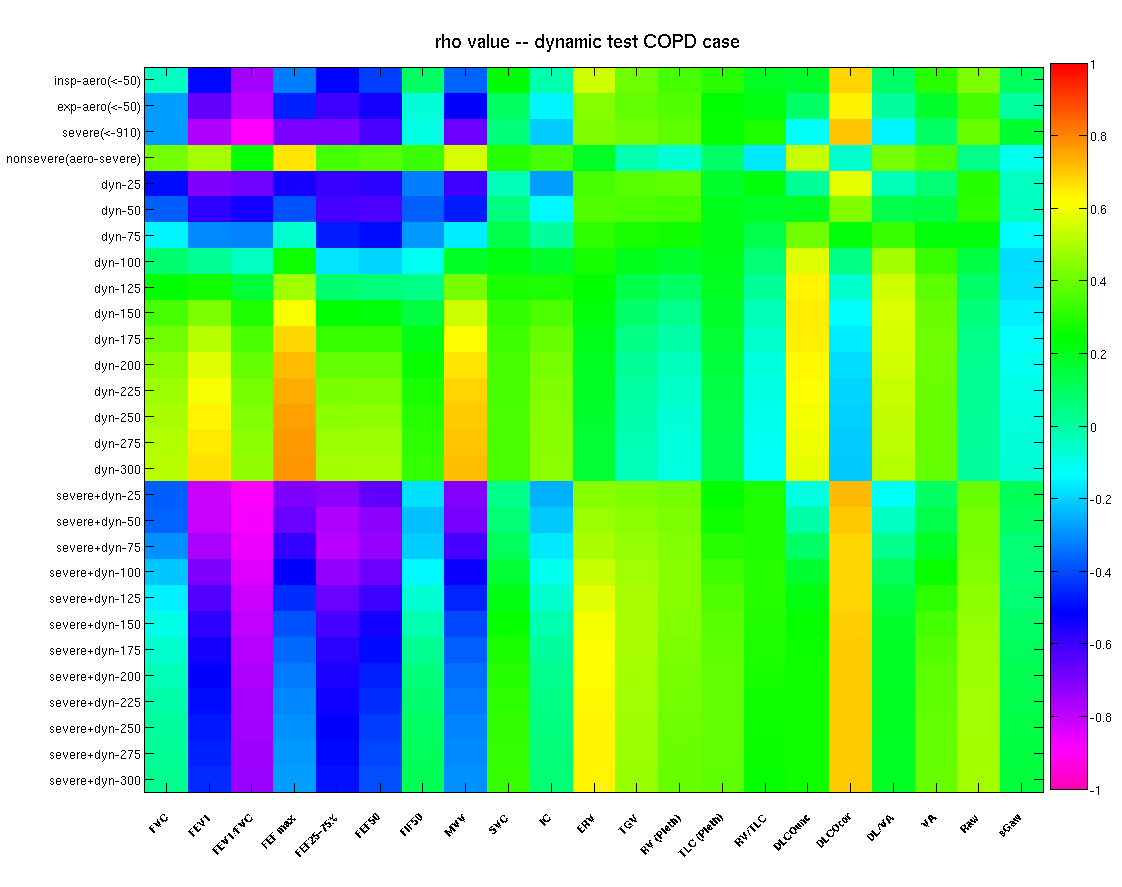 rho value -- dynamic test COPD case
insp-aero(<-50)
exp-aero(<-50)
severe(<-910)
nonsevere(aero-severe)
dyn-25
dyn-50
dyn-75
dyn-100
dyn-125
dyn-150
dyn-175
dyn-200
dyn-225
dyn-250
dyn-275
dyn-300
severe+dyn-25
severe+dyn-50
severe+dyn-75
severe+dyn-100
severe+dyn-125
severe+dyn-150
severe+dyn-175
severe+dyn-200
severe+dyn-225
severe+dyn-250
severe+dyn-275
severe+dyn-300
FVC
FEV1
FEV1/FVC
FEF max
FEF25-75%
FEF50
FIF50
MVV
SVC
IC
ERV
TGV
RV (Pleth)
TLC (Pleth)
RV/TLC
DLCOunc
DLCOcor
DL/VA
VA
Raw
sGaw
1
0.8
0.6
0.4
0.2
0
-0.2
-0.4
-0.6
-0.8
-1